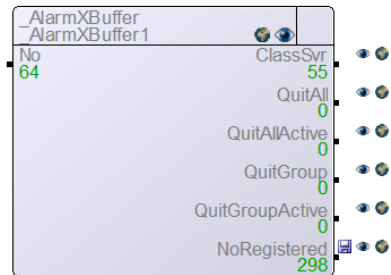 _AlarmXBuffer
_AlarmXBuffer1
No
64
ClassSvr
55
QuitAll
0
QuitAllActive
0
QuitGroup
0
QuitGroupActive
0
NoRegistered
298